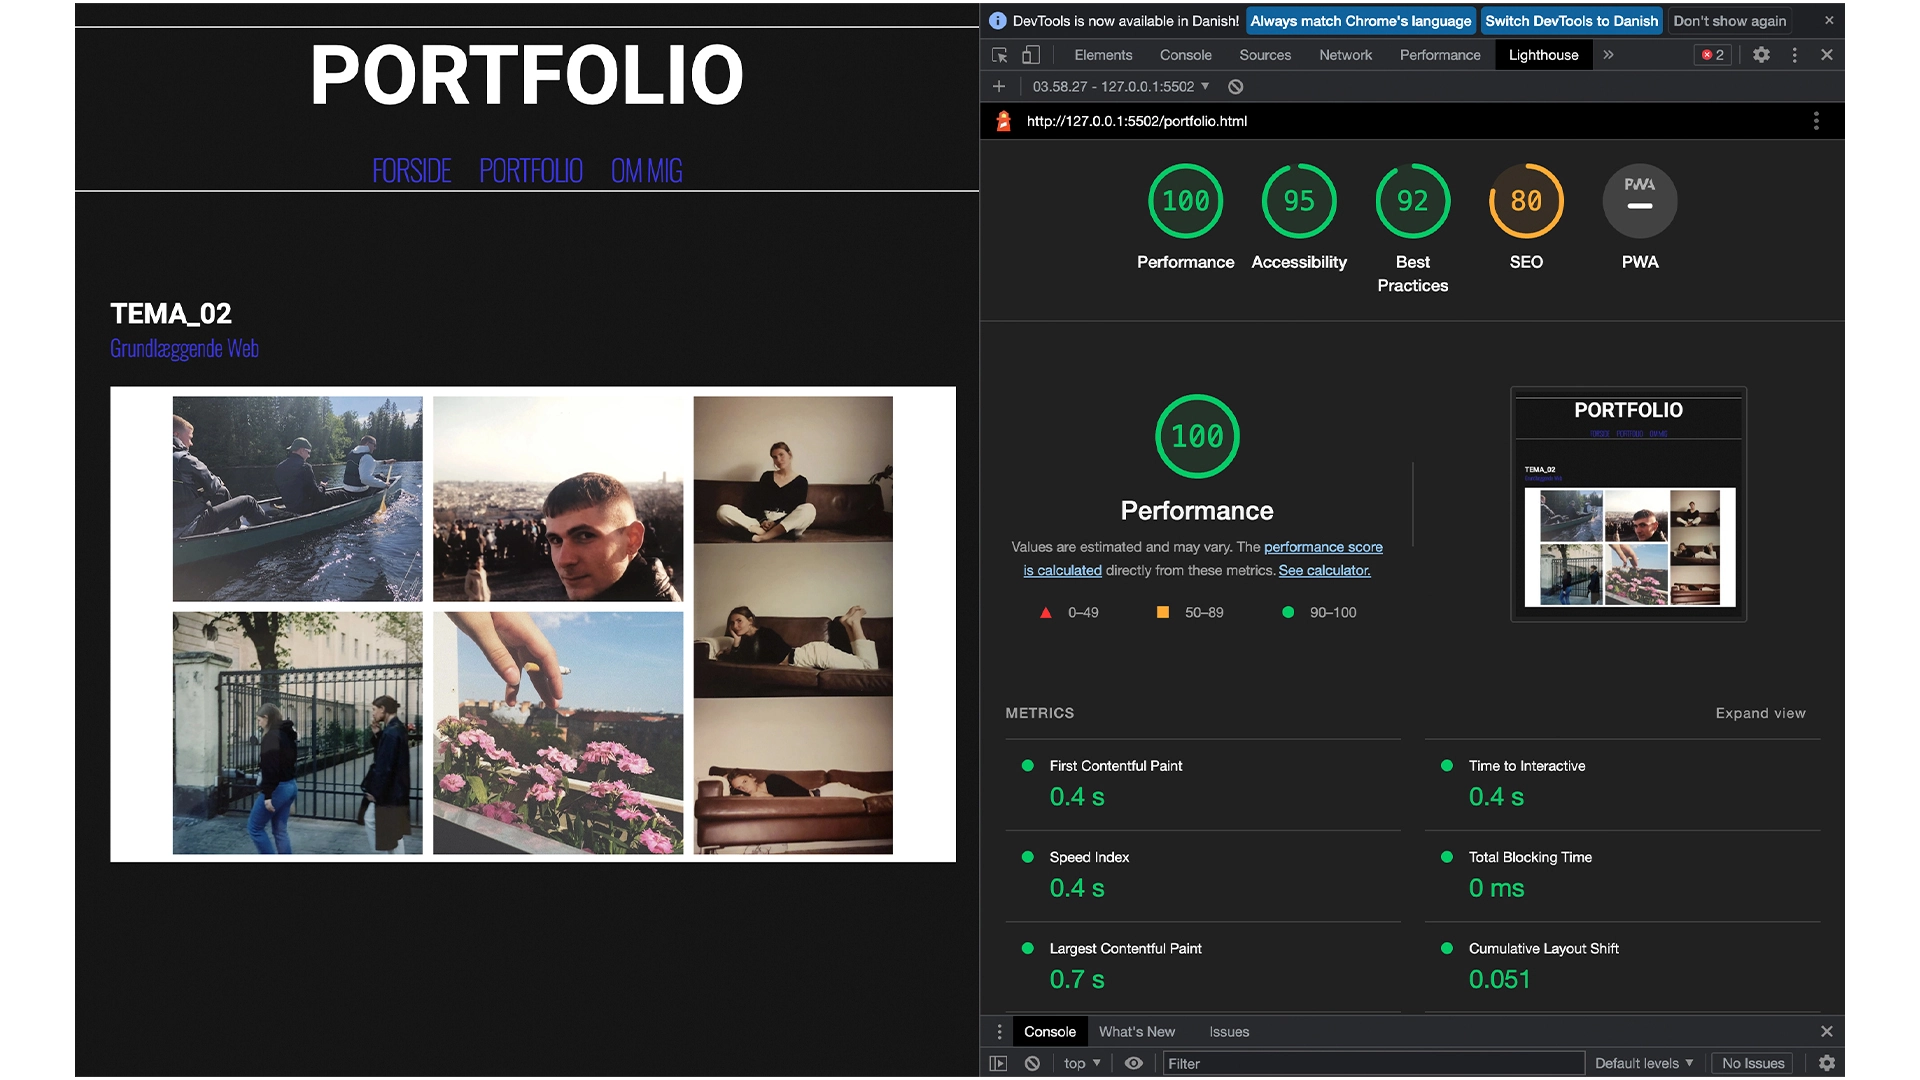 PORTFOLIO
FORSIDE PORTFOLIO OM MIG
TEMA_02
Grundlæggende Web
DevTools is now available in Danish! Always match Chrome's language Switch DevTools to Danish Don't show again
Elements Console Sources Network Performance Lighthouse 2
03.58.27 - 127.0.0.1:5502
http://127.0.0.1:5502/portfolio.html
100 95 92 80 PWA
Performance Accessibility Best Practices SEO PWA
100
Performance
Values are estimated and may vary. The performance score
is calculated directly from these metrics. See calculator.
0–49 50–89 90–100
PORTFOLIO
FORSIDE PORTFOLIO OM MIG
TEMA_02
Grundlæggende Web
METRICS Expand view
First Contentful Paint
0.4 s
Time to Interactive
0.4 s
Speed Index
0.4 s
Total Blocking Time
0 ms
Largest Contentful Paint
0.7 s
Cumulative Layout Shift
0.051
Console What's New Issues
top Filter Default levels No Issues